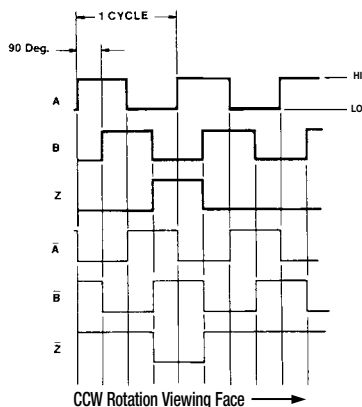 1 CYCLE
90 Deg.
HI
A
LO
B
Z
A̅
B̅
Z̅
CCW Rotation Viewing Face